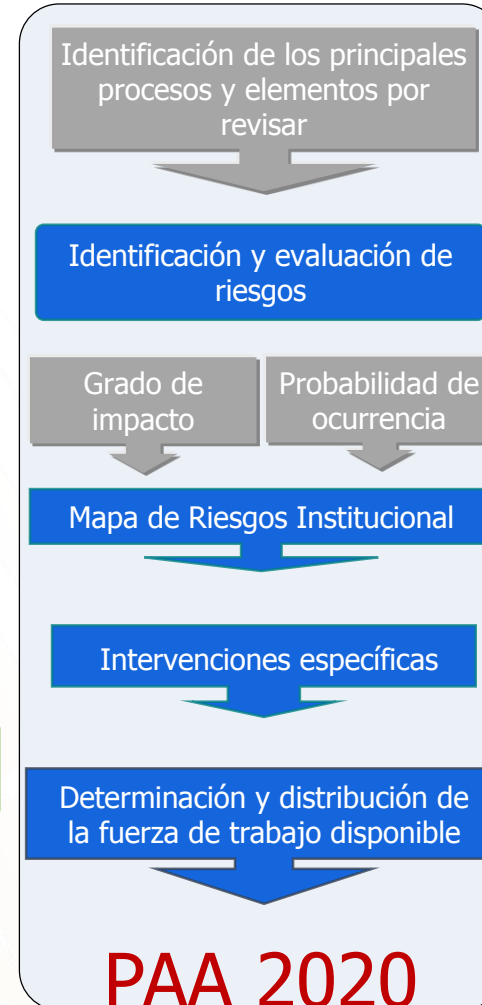 Identificación de los principales
procesos y elementos por
revisar
Identificación y evaluación de
riesgos
Grado de
impacto
Probabilidad de
ocurrencia
Mapa de Riesgos Institucional
Intervenciones específicas
Determinación y distribución de
la fuerza de trabajo disponible
PAA 2020